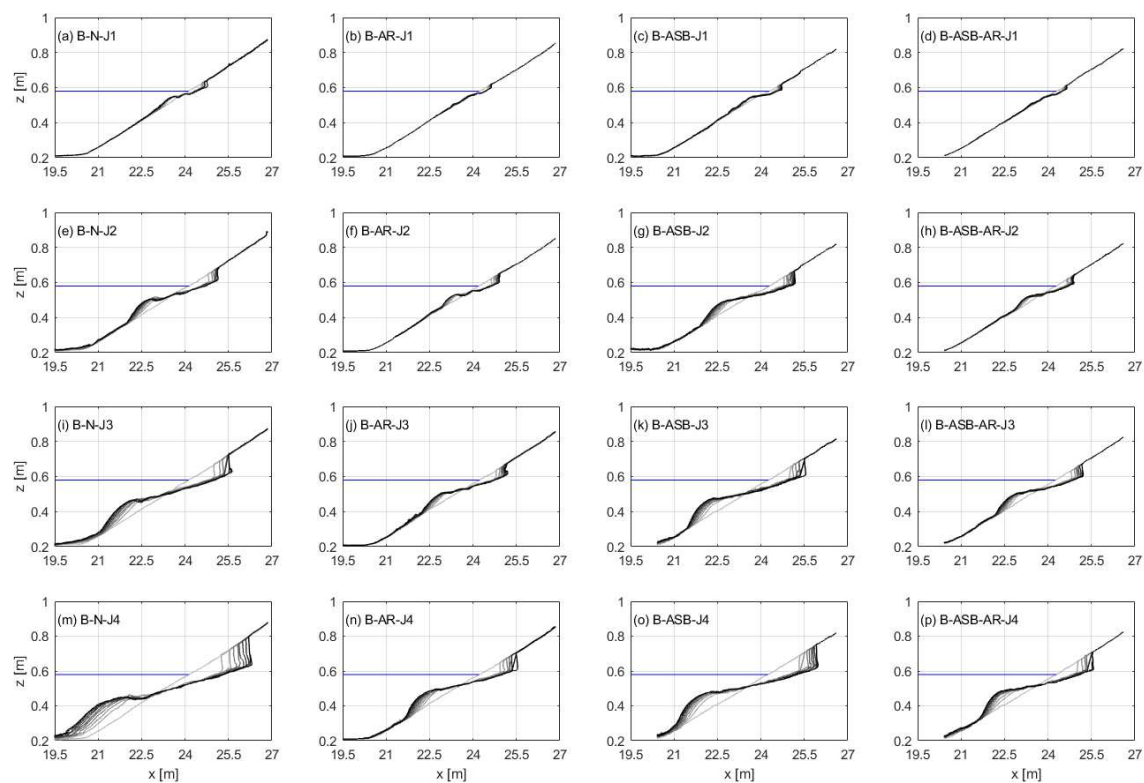 (a) B-N-J1
(b) B-AR-J1
(c) B-ASB-J1
(d) B-ASB-AR-J1
z [m]
1
0.8
0.6
0.4
0.2
19.5 21 22.5 24 25.5 27
1
0.8
0.6
0.4
0.2
19.5 21 22.5 24 25.5 27
1
0.8
0.6
0.4
0.2
19.5 21 22.5 24 25.5 27
1
0.8
0.6
0.4
0.2
19.5 21 22.5 24 25.5 27
(e) B-N-J2
(f) B-AR-J2
(g) B-ASB-J2
(h) B-ASB-AR-J2
z [m]
1
0.8
0.6
0.4
0.2
19.5 21 22.5 24 25.5 27
1
0.8
0.6
0.4
0.2
19.5 21 22.5 24 25.5 27
1
0.8
0.6
0.4
0.2
19.5 21 22.5 24 25.5 27
1
0.8
0.6
0.4
0.2
19.5 21 22.5 24 25.5 27
(i) B-N-J3
(j) B-AR-J3
(k) B-ASB-J3
(l) B-ASB-AR-J3
z [m]
1
0.8
0.6
0.4
0.2
19.5 21 22.5 24 25.5 27
1
0.8
0.6
0.4
0.2
19.5 21 22.5 24 25.5 27
1
0.8
0.6
0.4
0.2
19.5 21 22.5 24 25.5 27
1
0.8
0.6
0.4
0.2
19.5 21 22.5 24 25.5 27
(m) B-N-J4
(n) B-AR-J4
(o) B-ASB-J4
(p) B-ASB-AR-J4
z [m]
1
0.8
0.6
0.4
0.2
19.5 21 22.5 24 25.5 27
x [m]
1
0.8
0.6
0.4
0.2
19.5 21 22.5 24 25.5 27
x [m]
1
0.8
0.6
0.4
0.2
19.5 21 22.5 24 25.5 27
x [m]
1
0.8
0.6
0.4
0.2
19.5 21 22.5 24 25.5 27
x [m]